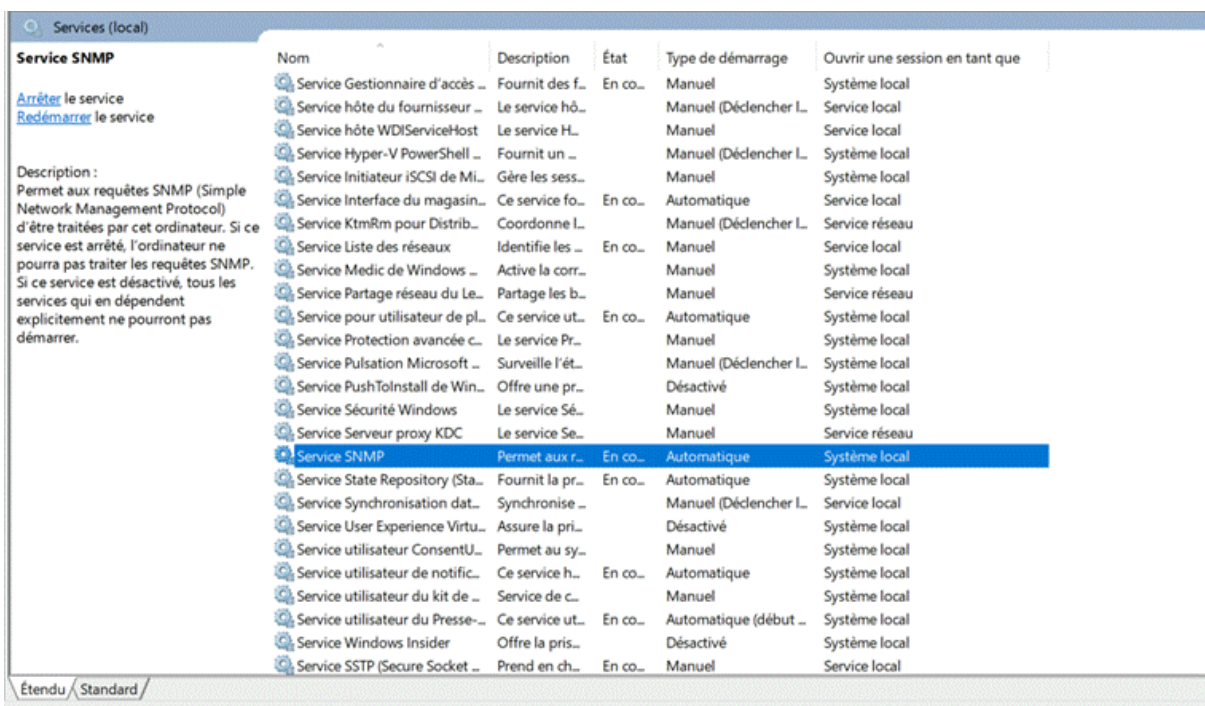 Services (local)
Service SNMP
Arrêter le service
Redémarrer le service
Description :
Permet aux requêtes SNMP (Simple
Network Management Protocol)
d'être traitées par cet ordinateur. Si ce
service est arrêté, l'ordinateur ne
pourra pas traiter les requêtes SNMP.
Si ce service est désactivé, tous les
services qui en dépendent
explicitement ne pourront pas
démarrer.
Nom Description État Type de démarrage Ouvrir une session en tant que
Service Gestionnaire d'accès ... Fournit des f... En co... Manuel Système local
Service hôte du fournisseur ... Le service hô... Manuel (Déclencher l... Service local
Service hôte WDIServiceHost Le service H... Manuel Service local
Service Hyper-V PowerShell ... Fournit un ... Manuel (Déclencher l... Système local
Service Initiateur iSCSI de Mi... Gère les sess... Manuel Système local
Service Interface du magasin... Ce service fo... En co... Automatique Service local
Service KtmRm pour Distrib... Coordonne l... Manuel (Déclencher l... Service réseau
Service Liste des réseaux Identifie les ... En co... Manuel Service local
Service Medic de Windows ... Active la corr... Manuel Système local
Service Partage réseau du Le... Partage les b... Manuel Service réseau
Service pour utilisateur de pl... Ce service ut... En co... Automatique Système local
Service Protection avancée c... Le service Pr... Manuel Système local
Service Pulsation Microsoft ... Surveille l'ét... Manuel (Déclencher l... Système local
Service PushToInstall de Win... Offre une pr... Désactivé Système local
Service Sécurité Windows Le service Sé... Manuel Système local
Service Serveur proxy KDC Le service Se... Manuel Service réseau
Service SNMP Permet aux r... En co... Automatique Système local
Service State Repository (Sta... Fournit la pr... En co... Automatique Système local
Service Synchronisation dat... Synchronise ... Manuel (Déclencher l... Service local
Service User Experience Virtu... Assure la pri... Désactivé Système local
Service utilisateur ConsentU... Permet au sy... Manuel Système local
Service utilisateur de notific... Ce service h... En co... Automatique Système local
Service utilisateur du kit de ... Service de c... Manuel Système local
Service utilisateur du Presse-... Ce service ut... En co... Automatique (début ... Système local
Service Windows Insider Offre la pris... Désactivé Système local
Service SSTP (Secure Socket ... Prend en ch... En co... Manuel Service local
Étendu Standard